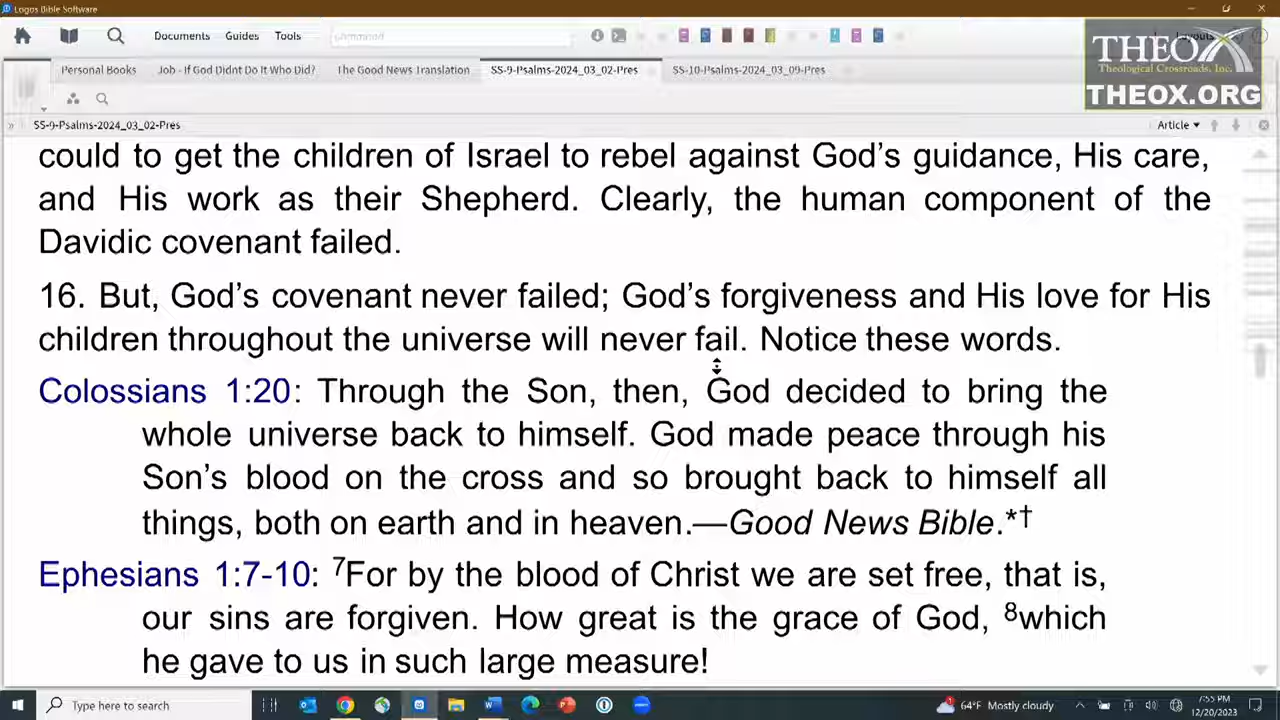 Logos Bible Software
Documents Guides Tools command
THEOX
Theological Crossroads, Inc.
THEOX.ORG
Personal Books Job - If God Didnt Do It Who Did? SS-9-Psalms-2024_03_02-Pres SS-10-Psalms-2024_03_09-Pres
SS-9-Psalms-2024_03_02-Pres Article
could to get the children of Israel to rebel against God's guidance, His care,
and His work as their Shepherd. Clearly, the human component of the
Davidic covenant failed.
16. But, God's covenant never failed; God's forgiveness and His love for His
children throughout the universe will never fail. Notice these words.
Colossians 1:20: Through the Son, then, God decided to bring the
whole universe back to himself. God made peace through his
Son's blood on the cross and so brought back to himself all
things, both on earth and in heaven.—Good News Bible.*†
Ephesians 1:7-10: ⁷For by the blood of Christ we are set free, that is,
our sins are forgiven. How great is the grace of God, ⁸which
he gave to us in such large measure!
Type here to search 64°F Mostly cloudy 7:55 PM
12/20/2023